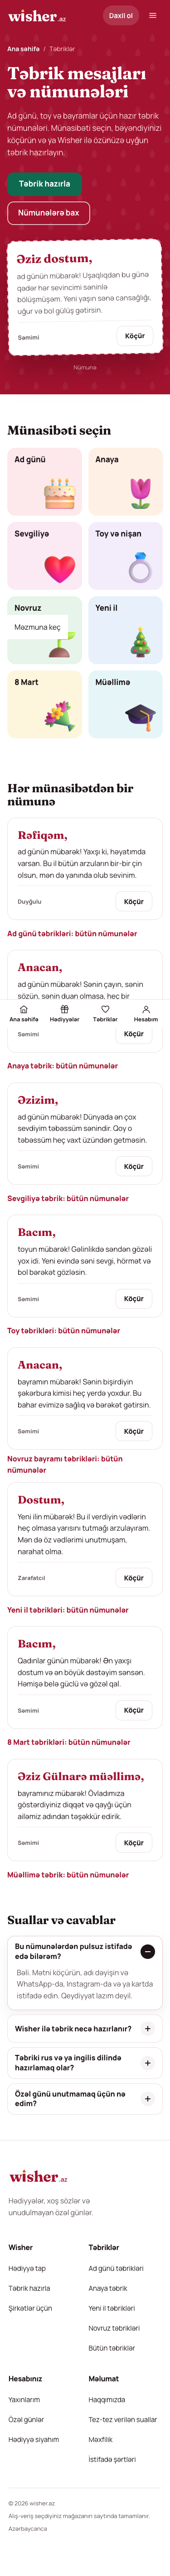 wisher.az
Daxil ol
Ana səhifə / Təbriklər
Təbrik mesajları
və nümunələri
Ad günü, toy və bayramlar üçün hazır təbrik
nümunələri. Münasibəti seçin, bəyəndiyinizi
köçürün və ya Wisher ilə özünüzə uyğun
təbrik hazırlayın.
Təbrik hazırla
Nümunələrə bax
Əziz dostum,
ad günün mübarək! Uşaqlıqdan bu günə
qədər hər sevincimi səninlə
bölüşmüşəm. Yeni yaşın sənə cansağlığı,
uğur və bol gülüş gətirsin.
Səmimi
Köçür
Nümunə
Münasibəti seçin
Ad günü
Anaya
Sevgiliyə
Toy və nişan
Novruz
Yeni il
Məzmuna keç
8 Mart
Müəllimə
Hər münasibətdən bir
nümunə
Rəfiqəm,
ad günün mübarək! Yaxşı ki, həyatımda
varsan. Bu il bütün arzuların bir-bir çin
olsun, mən də yanında olub sevinim.
Duyğulu
Köçür
Ad günü təbrikləri: bütün nümunələr
Anacan,
ad günün mübarək! Sənin çayın, sənin
sözün, sənin duan olmasa, heç bir
Ana səhifə
Hədiyyələr
Təbriklər
Hesabım
Səmimi
Köçür
Anaya təbrik: bütün nümunələr
Əzizim,
ad günün mübarək! Dünyada ən çox
sevdiyim təbəssüm sənindir. Qoy o
təbəssüm heç vaxt üzündən getməsin.
Səmimi
Köçür
Sevgiliyə təbrik: bütün nümunələr
Bacım,
toyun mübarək! Gəlinlikdə səndən gözəli
yox idi. Yeni evində səni sevgi, hörmət və
bol bərəkət gözləsin.
Səmimi
Köçür
Toy təbrikləri: bütün nümunələr
Anacan,
bayramın mübarək! Sənin bişirdiyin
şəkərbura kimisi heç yerdə yoxdur. Bu
bahar evimizə sağlıq və bərəkət gətirsin.
Səmimi
Köçür
Novruz bayramı təbrikləri: bütün
nümunələr
Dostum,
Yeni ilin mübarək! Bu il verdiyin vədlərin
heç olmasa yarısını tutmağı arzulayıram.
Mən də öz vədlərimi unutmuşam,
narahat olma.
Zarafatcıl
Köçür
Yeni il təbrikləri: bütün nümunələr
Bacım,
Qadınlar günün mübarək! Ən yaxşı
dostum və ən böyük dəstəyim sənsən.
Həmişə belə güclü və gözəl qal.
Səmimi
Köçür
8 Mart təbrikləri: bütün nümunələr
Əziz Gülnarə müəllimə,
bayramınız mübarək! Övladımıza
göstərdiyiniz diqqət və qayğı üçün
ailəmiz adından təşəkkür edirik.
Səmimi
Köçür
Müəllimə təbrik: bütün nümunələr
Suallar və cavablar
Bu nümunələrdən pulsuz istifadə
edə bilərəm?
Bəli. Mətni köçürün, adı dəyişin və
WhatsApp-da, Instagram-da və ya kartda
istifadə edin. Qeydiyyat lazım deyil.
Wisher ilə təbrik necə hazırlanır?
Təbriki rus və ya ingilis dilində
hazırlamaq olar?
Özəl günü unutmamaq üçün nə
edim?
wisher.az
Hədiyyələr, xoş sözlər və
unudulmayan özəl günlər.
Wisher
Təbriklər
Hədiyyə tap
Ad günü təbrikləri
Təbrik hazırla
Anaya təbrik
Şirkətlər üçün
Yeni il təbrikləri
Novruz təbrikləri
Bütün təbriklər
Hesabınız
Məlumat
Yaxınlarım
Haqqımızda
Özəl günlər
Tez-tez verilən suallar
Hədiyyə siyahım
Məxfilik
İstifadə şərtləri
© 2026 wisher.az
Alış-veriş seçdiyiniz mağazanın saytında tamamlanır.
Azərbaycanca